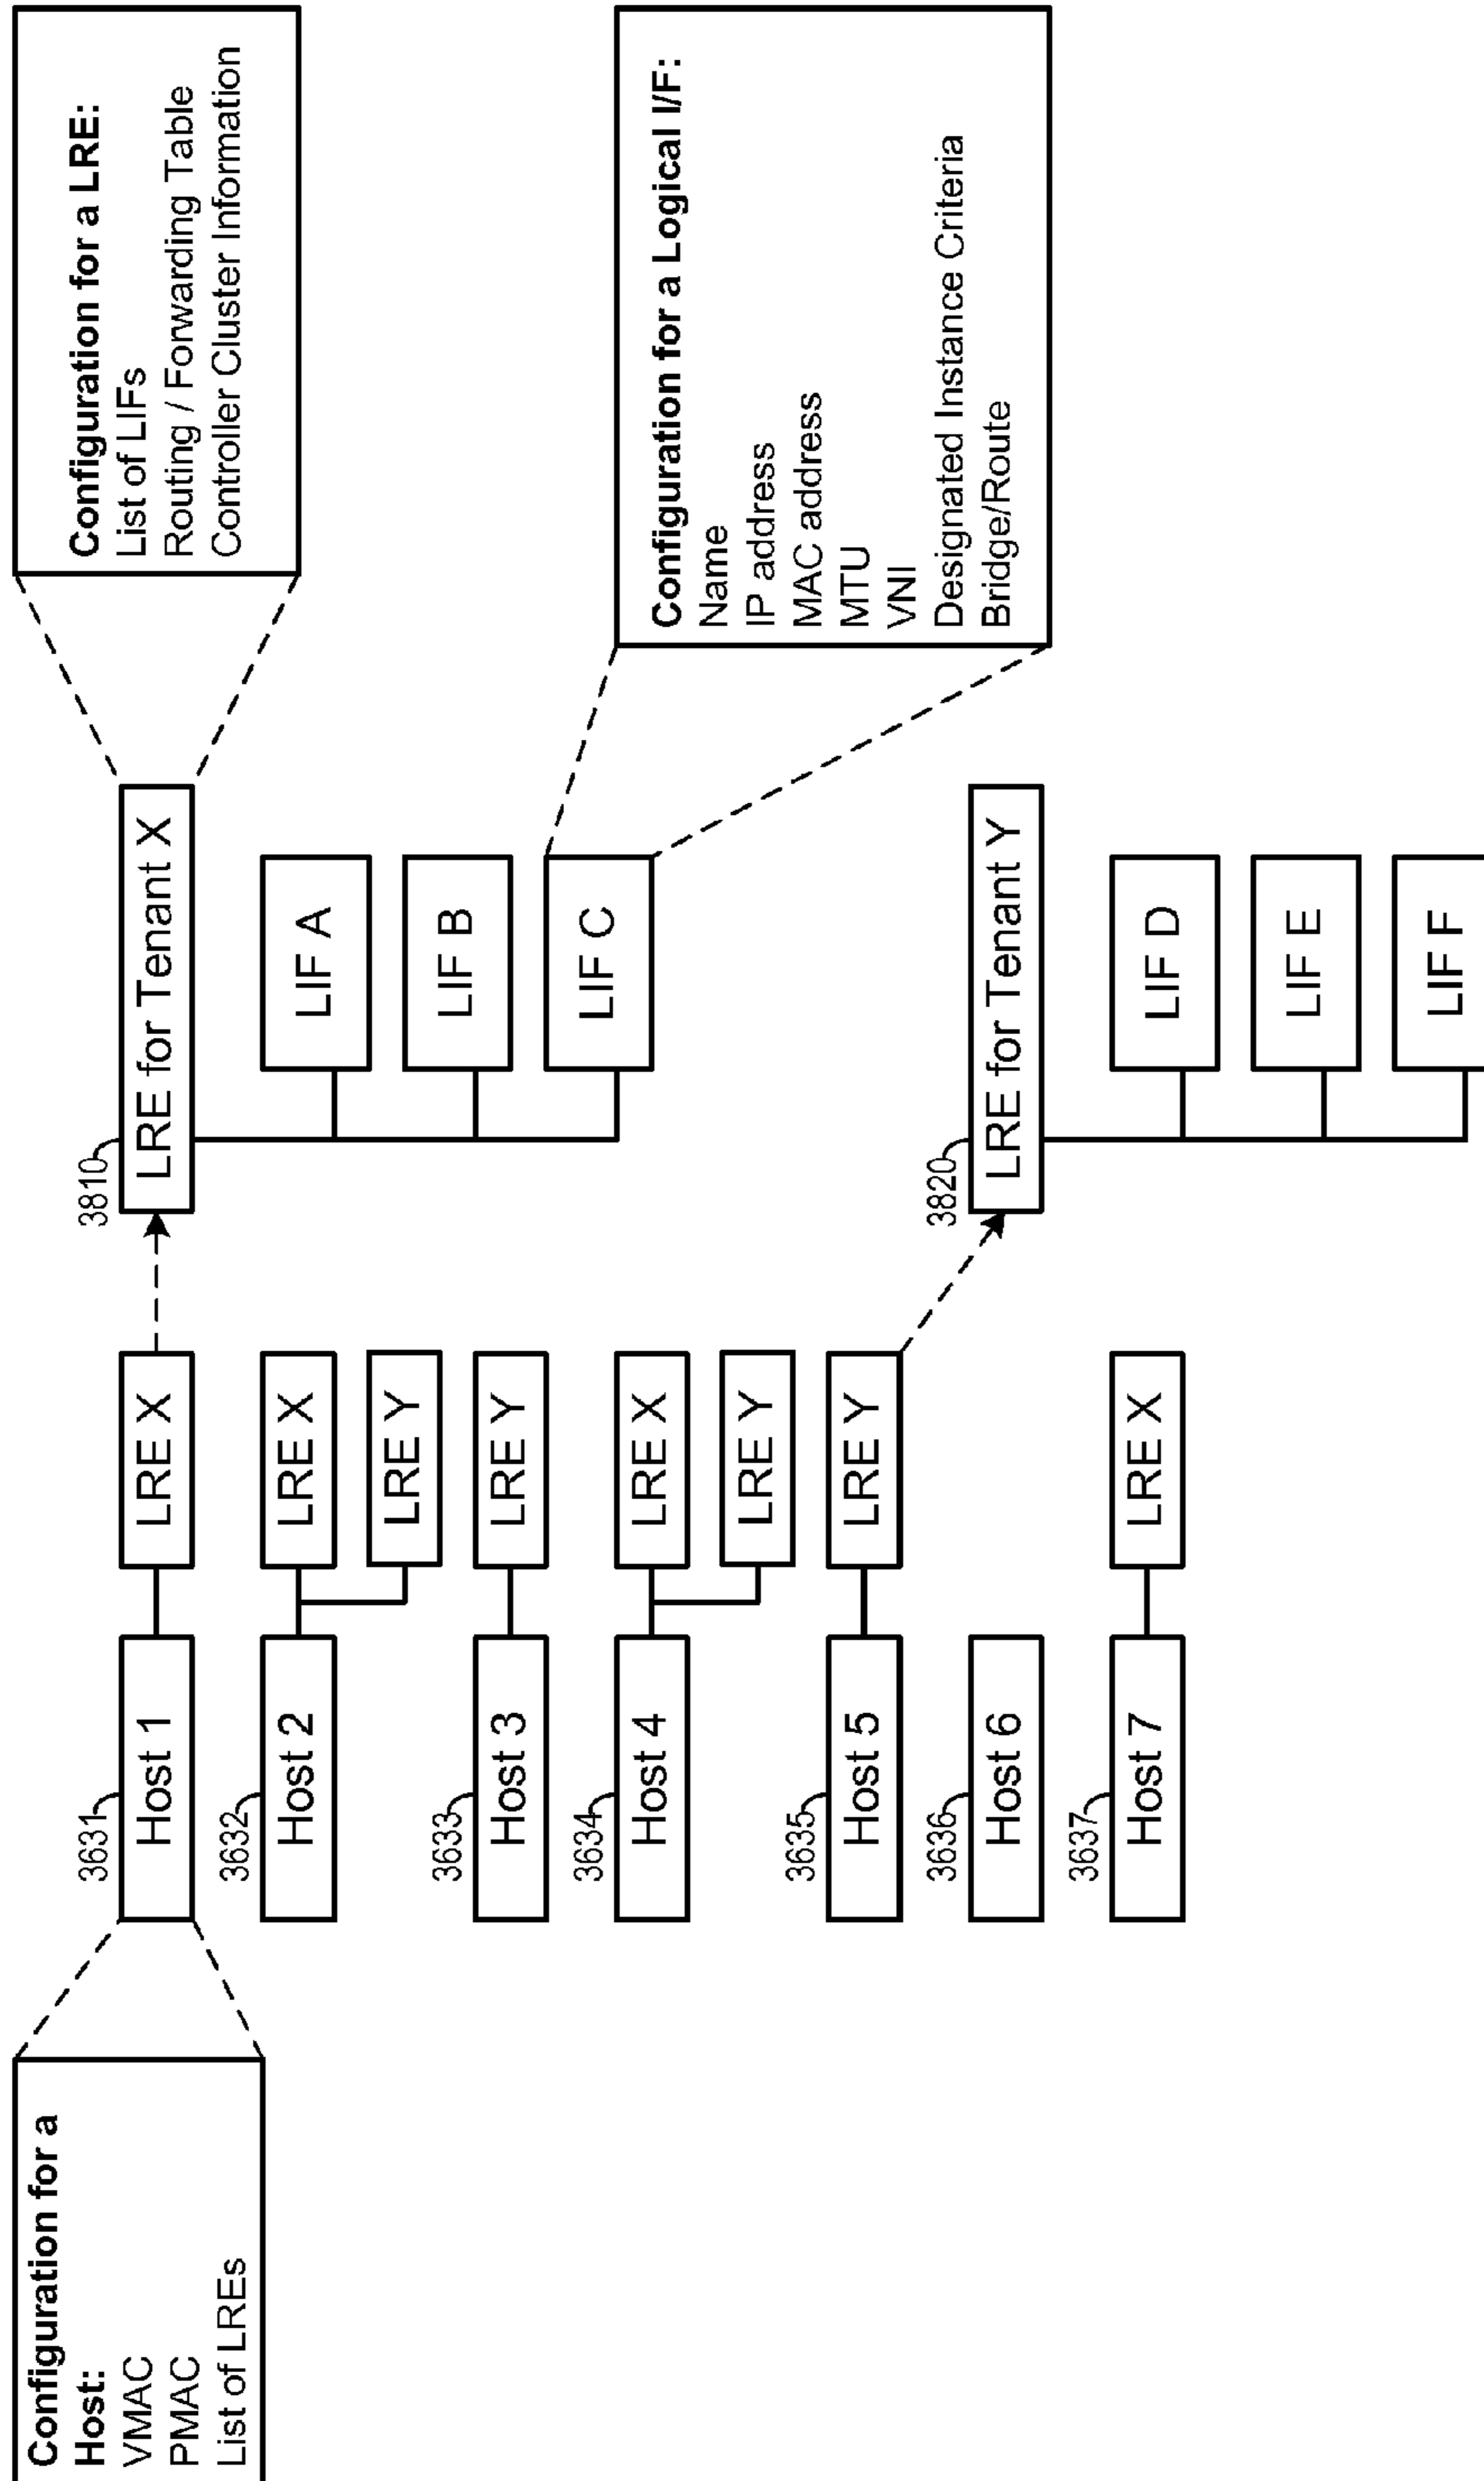 Configuration for a
Host:
VMAC
PMAC
List of LREs
3631
Host 1
LRE X
3632
Host 2
LRE X
LRE Y
3633
Host 3
LRE Y
3634
Host 4
LRE X
LRE Y
3635
Host 5
LRE Y
3636
Host 6
3637
Host 7
LRE X
3810
LRE for Tenant X
LIF A
LIF B
LIF C
3820
LRE for Tenant Y
LIF D
LIF E
LIF F
Configuration for a LRE:
List of LIFs
Routing / Forwarding Table
Controller Cluster Information
Configuration for a Logical I/F:
Name
IP address
MAC address
MTU
VNI
Designated Instance Criteria
Bridge/Route